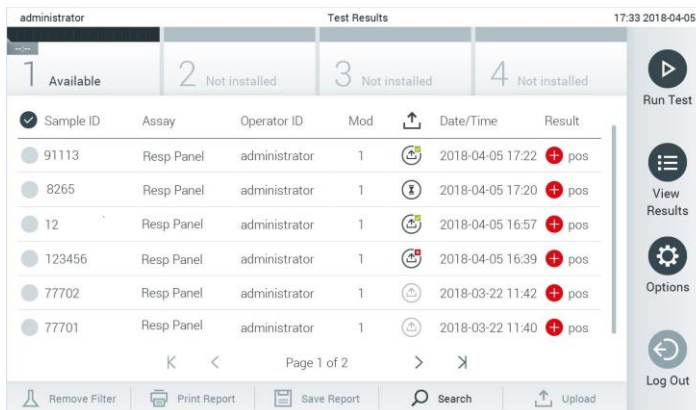 administrator Test Results 17:33 2018-04-05
--:--
1 Available 2 Not installed 3 Not installed 4 Not installed
Run Test
Sample ID Assay Operator ID Mod Date/Time Result
91113 Resp Panel administrator 1 2018-04-05 17:22 pos
8265 Resp Panel administrator 1 2018-04-05 17:20 pos
View
Results
12 Resp Panel administrator 1 2018-04-05 16:57 pos
123456 Resp Panel administrator 1 2018-04-05 16:39 pos
Options
77702 Resp Panel administrator 1 2018-03-22 11:42 pos
77701 Resp Panel administrator 1 2018-03-22 11:40 pos
Page 1 of 2
Log Out
Remove Filter Print Report Save Report Search Upload